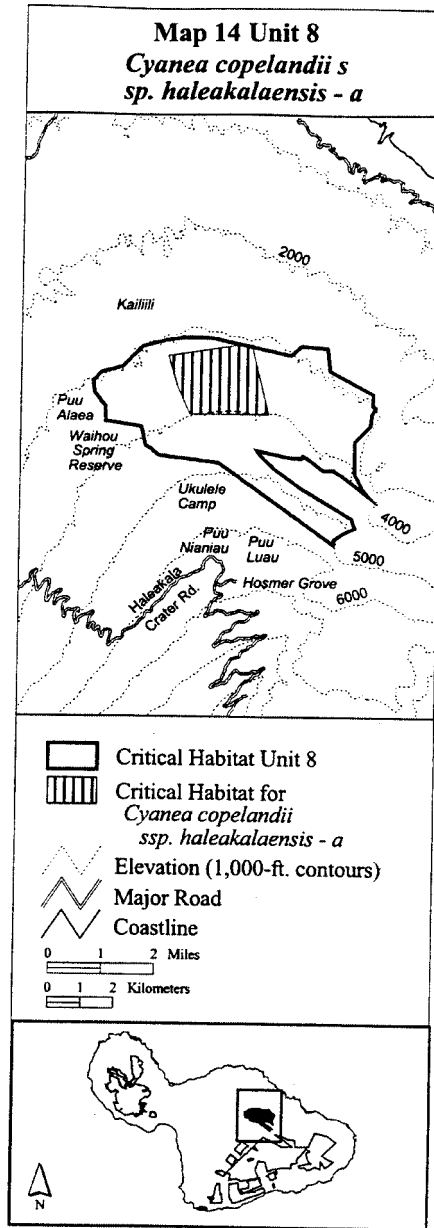 Map 14 Unit 8
Cyanea copelandii s
sp. haleakalaensis - a
2000
Kailiili
Puu
Alaea
Waihou
Spring
Reserve
Ukulele
Camp
Puu
Nianiau
Puu
Luau
4000
5000
Hosmer Grove
6000
Haleakala
Crater Rd.
Critical Habitat Unit 8
Critical Habitat for
Cyanea copelandii
ssp. haleakalaensis - a
Elevation (1,000-ft. contours)
Major Road
Coastline
0 1 2 Miles
0 1 2 Kilometers
N